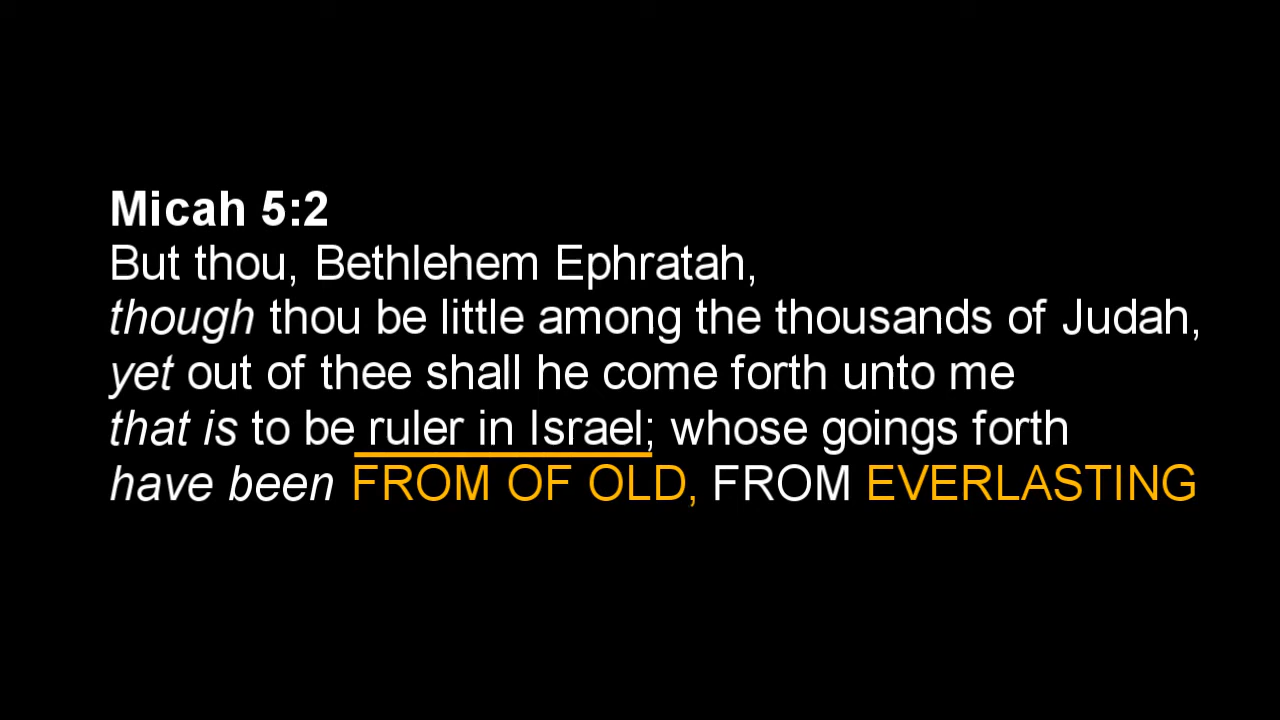 Micah 5:2
But thou, Bethlehem Ephratah,
though thou be little among the thousands of Judah,
yet out of thee shall he come forth unto me
that is to be ruler in Israel; whose goings forth
have been FROM OF OLD, FROM EVERLASTING